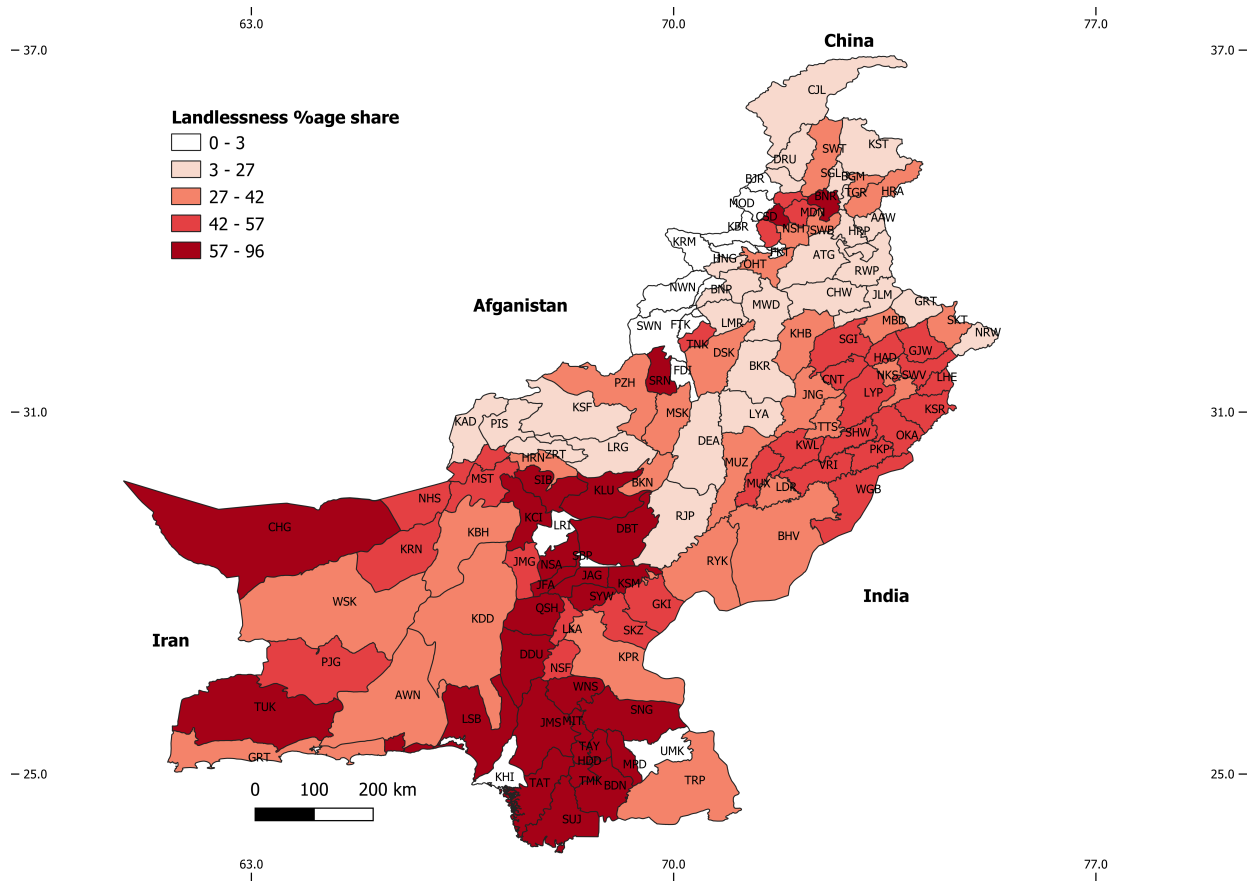 63.0
70.0
77.0
37.0
37.0
China
CJL
Landlessness %age share
0 - 3
3 - 27
27 - 42
42 - 57
57 - 96
SWT
KST
DRU
SGL
BGM
BJR
TGR
HRA
BNR
MOD
CSD
MDN
AAW
KBR
NSH
SWB
HRP
KRM
PKT
ATG
HNG
OHT
RWP
NWN
BNP
CHW
JLM
GRT
MWD
Afganistan
SWN
FTK
LMR
KHB
MBD
SKT
NRW
TNK
SGI
DSK
HAD
GJW
BKR
FDI
SRN
PZH
CNT
NKS
SWV
LHE
LYP
JNG
31.0
31.0
KSF
MSK
LYA
KSR
KAD
PIS
TTS
SHW
OKA
DEA
KWL
PKP
LRG
HRN
ZRT
MUZ
VRI
MST
SIB
BKN
MUX
LDR
WGB
KLU
NHS
CHG
KCI
LRI
DBT
RJP
KBH
BHV
KRN
SBP
JMG
NSA
RYK
JAG
JFA
KSM
India
WSK
SYW
GKI
QSH
KDD
LKA
SKZ
Iran
DDU
KPR
PJG
NSF
WNS
AWN
TUK
SNG
LSB
JMS
MIT
TAY
UMK
GRT
HDD
MPD
25.0
25.0
KHI
TAT
TMK
BDN
TRP
0 100 200 km
SUJ
63.0
70.0
77.0